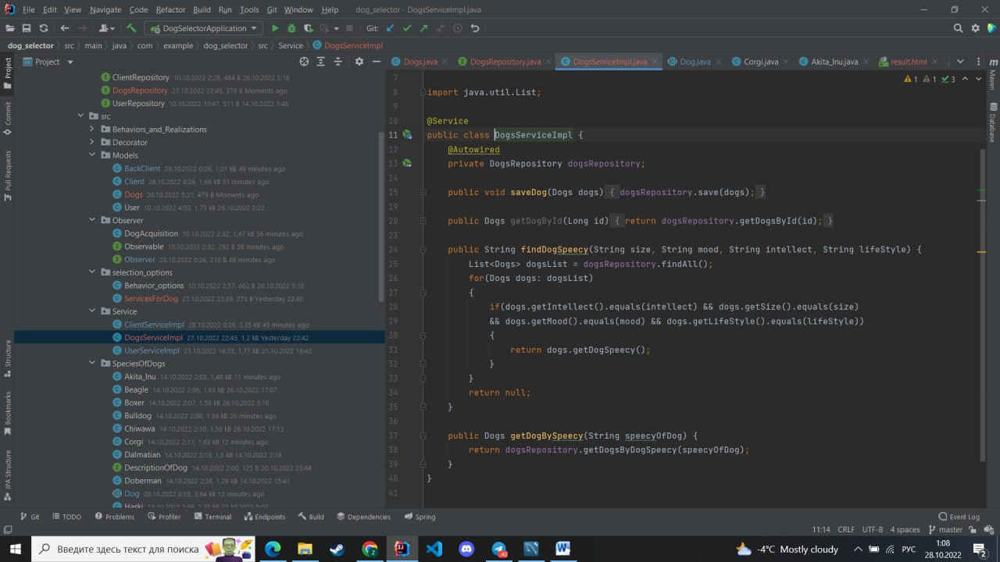 File Edit View Navigate Code Refactor Build Run Tools Git Window Help dog_selector - DogsServiceImpl.java
DogSelectorApplication Git:
dog_selector src main java com example dog_selector src Service DogsServiceImpl
Project Dogs.java DogsRepository.java DogsServiceImpl.java Dog.java Corgi.java Akita_Inu.java result.html
ClientRepository 10.10.2022 2:28, 464 B 26.10.2022 5:18
DogsRepository 27.10.2022 22:45, 378 B Moments ago
UserRepository 10.10.2022 15:47, 511 B 14.10.2022 1:48
src
Behaviors_and_Realizations
Decorator
Models
BackClient 28.10.2022 0:26, 1,01 kB 49 minutes ago
Client 28.10.2022 0:26, 1,69 kB 51 minutes ago
Dogs 26.10.2022 5:21, 479 B Moments ago
User 10.10.2022 4:33, 1,73 kB 26.10.2022 2:22
Observer
DogAcquisition 10.10.2022 2:32, 1,47 kB 56 minutes ago
Observable 10.10.2022 2:32, 292 B 56 minutes ago
Observer 28.10.2022 0:26, 210 B 49 minutes ago
selection_options
Behavior_options 10.10.2022 2:57, 662 B 26.10.2022 5:18
ServicesForDog 27.10.2022 23:39, 273 B Yesterday 23:40
Service
ClientServiceImpl 28.10.2022 0:26, 2,35 kB 49 minutes ago
DogsServiceImpl 27.10.2022 22:45, 1,2 kB Yesterday 22:42
UserServiceImpl 21.10.2022 16:35, 1,77 kB 21.10.2022 16:42
SpeciesOfDogs
Akita_Inu 14.10.2022 2:03, 1,48 kB 11 minutes ago
Beagle 14.10.2022 2:06, 1,83 kB 26.10.2022 17:07
Boxer 14.10.2022 2:07, 1,59 kB 26.10.2022 5:16
Bulldog 14.10.2022 2:08, 1,56 kB 26 minutes ago
Chiwawa 14.10.2022 2:10, 1,56 kB 26.10.2022 17:13
Corgi 14.10.2022 2:11, 1,63 kB 12 minutes ago
Dalmatian 14.10.2022 2:13, 1,5 kB 14.10.2022 2:18
DescriptionOfDog 14.10.2022 2:00, 125 B 20.10.2022 23:44
Doberman 14.10.2022 2:36, 1,29 kB 14.10.2022 15:41
Dog 28.10.2022 0:55, 3,94 kB 12 minutes ago
Project
Commit
Pull Requests
Structure
Bookmarks
JPA Structure
7
8 import java.util.List;
9
10 @Service
11 public class DogsServiceImpl {
12 @Autowired
13 private DogsRepository dogsRepository;
14
15 public void saveDog(Dogs dogs) { dogsRepository.save(dogs); }
19
20 public Dogs getDogById(Long id) { return dogsRepository.getDogsById(id); }
23
24 public String findDogSpeecy(String size, String mood, String intellect, String lifeStyle) {
25 List<Dogs> dogsList = dogsRepository.findAll();
26 for(Dogs dogs: dogsList)
27 {
28 if(dogs.getIntellect().equals(intellect) && dogs.getSize().equals(size)
29 && dogs.getMood().equals(mood) && dogs.getLifeStyle().equals(lifeStyle))
30 {
31 return dogs.getDogSpeecy();
32 }
33 }
34 return null;
35 }
36
37 public Dogs getDogBySpeecy(String speecyOfDog) {
38 return dogsRepository.getDogsByDogSpeecy(speecyOfDog);
39 }
40 }
41
1 1 3
Maven
Database
Git TODO Problems Profiler Terminal Endpoints Build Dependencies Spring Event Log
11:14 CRLF UTF-8 4 spaces master
Введите здесь текст для поиска -4°C Mostly cloudy РУС 1:08
28.10.2022 2